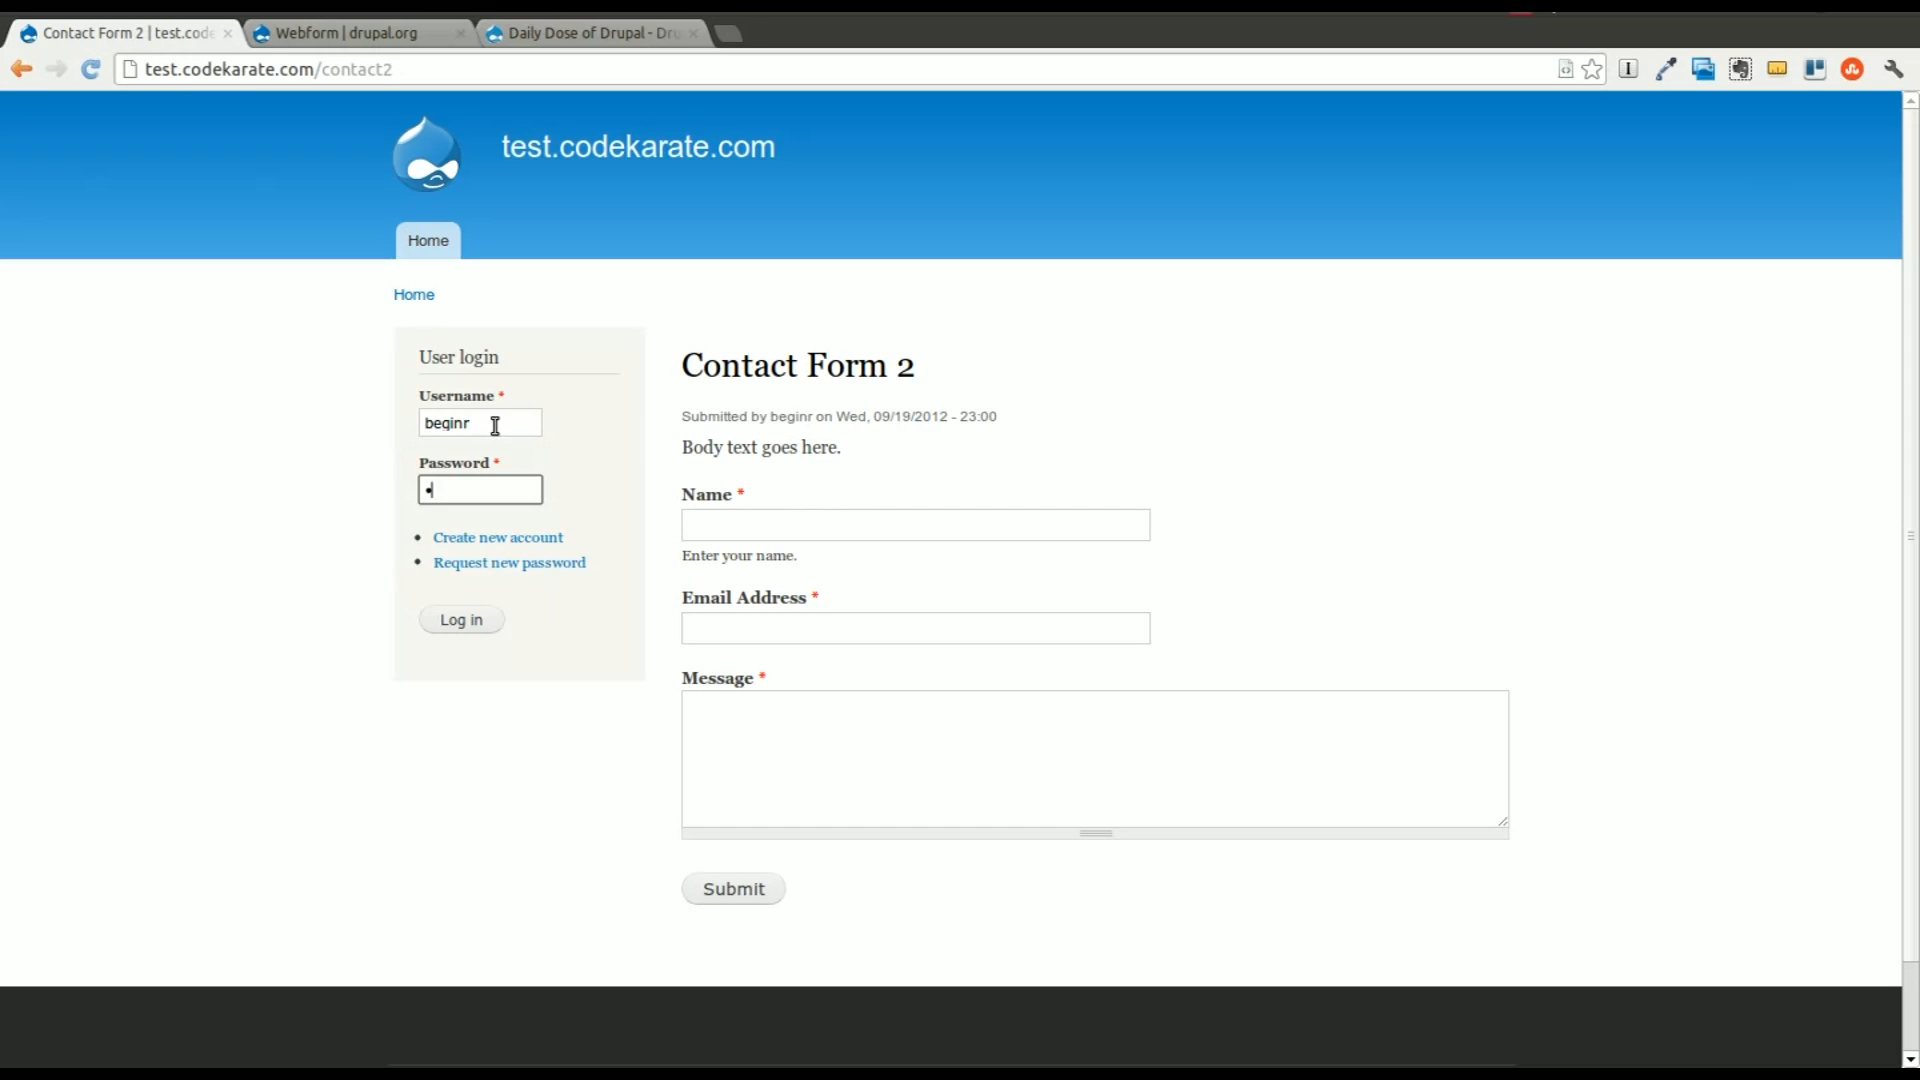 Contact Form 2 | test.code
Webform | drupal.org
Daily Dose of Drupal - Dru
test.codekarate.com/contact2
test.codekarate.com
Home
Home
User login
Username *
beginr
Password *
Create new account
Request new password
Log in
Contact Form 2
Submitted by beginr on Wed, 09/19/2012 - 23:00
Body text goes here.
Name *
Enter your name.
Email Address *
Message *
Submit